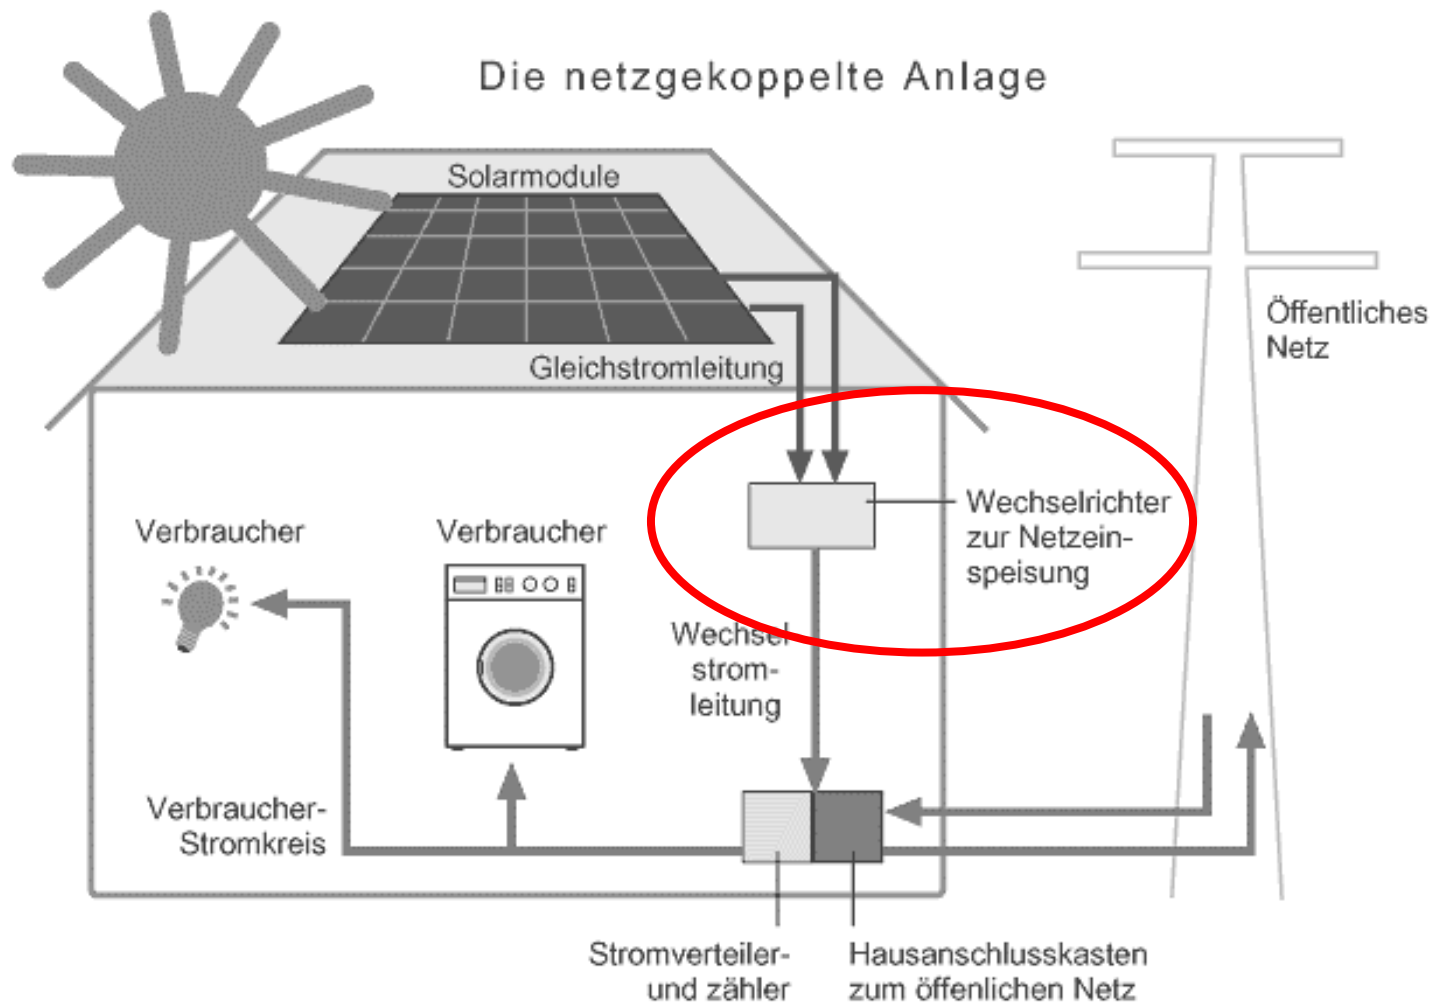 Die netzgekoppelte Anlage
Solarmodule
Gleichstromleitung
Öffentliches
Netz
Wechselrichter
zur Netzein-
speisung
Verbraucher
Verbraucher
Wechsel
strom-
leitung
Verbraucher-
Stromkreis
Stromverteiler-
und zähler
Hausanschlusskasten
zum öffenlichen Netz